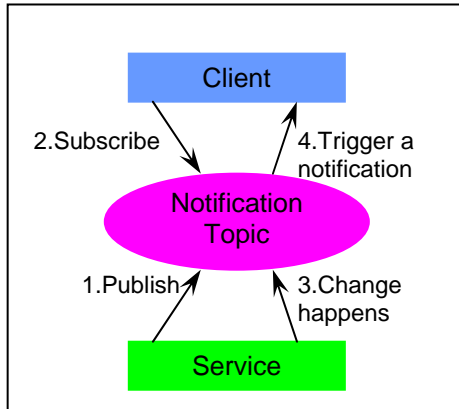 Client
2.Subscribe
4.Trigger a
notification
Notification
Topic
1.Publish
3.Change
happens
Service